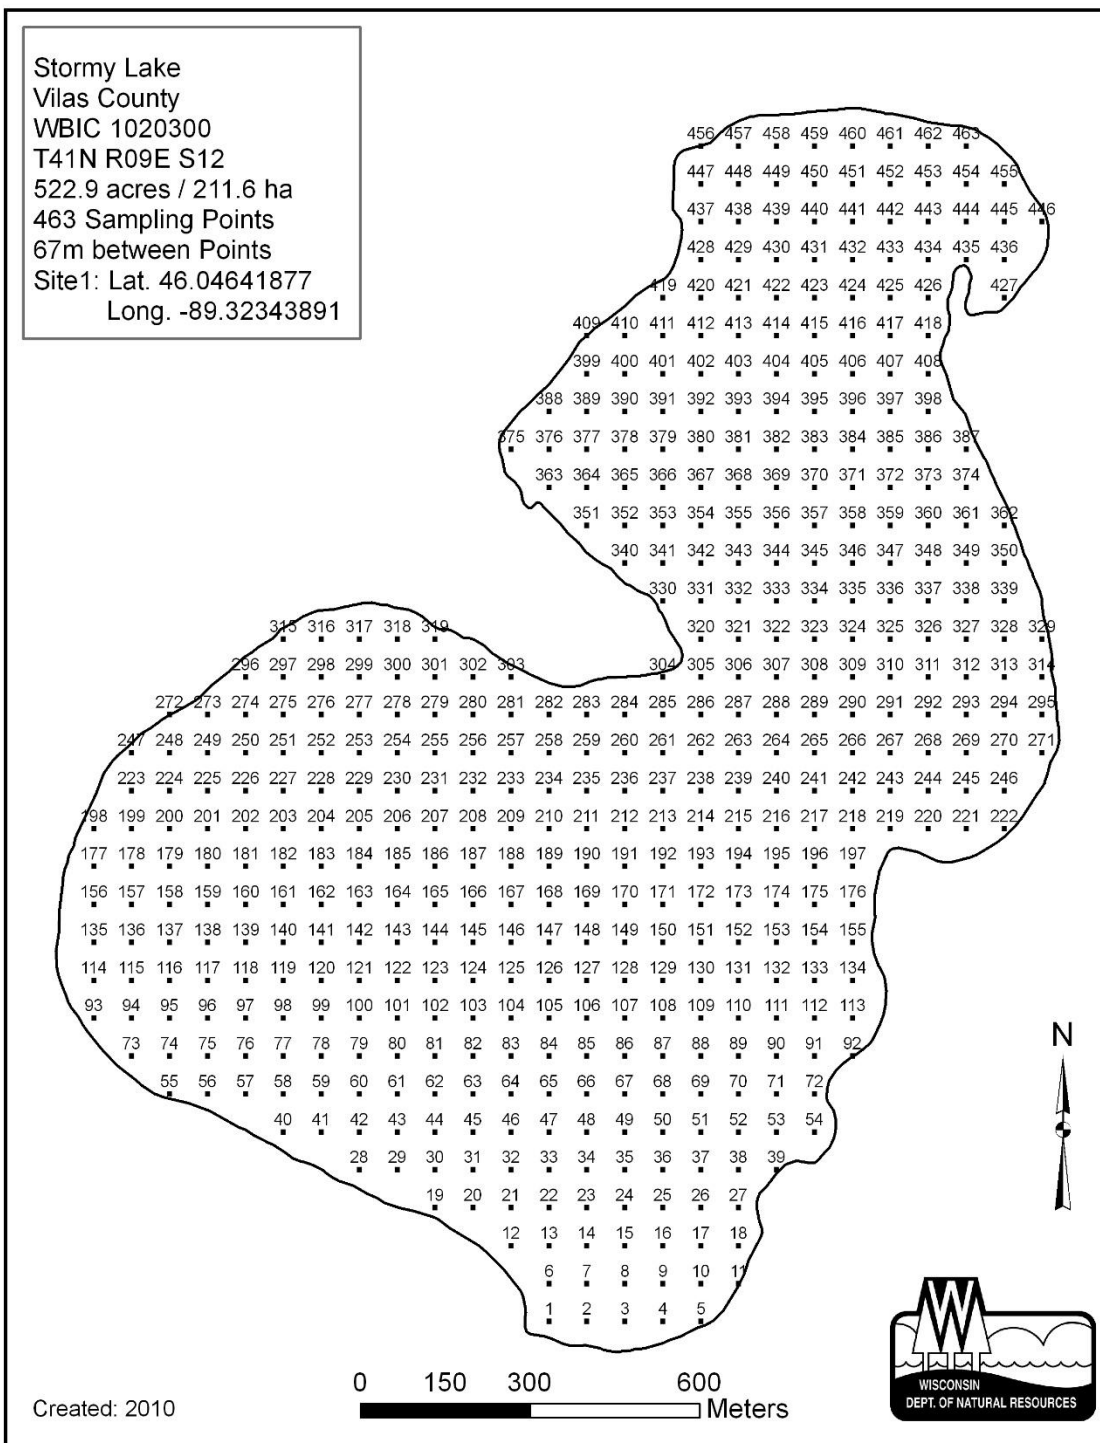 Stormy Lake
Vilas County
WBIC 1020300
T41N R09E S12
522.9 acres / 211.6 ha
463 Sampling Points
67m between Points
Site1: Lat. 46.04641877
Long. -89.32343891
456 457 458 459 460 461 462 463
447 448 449 450 451 452 453 454 455
437 438 439 440 441 442 443 444 445 446
428 429 430 431 432 433 434 435 436
419 420 421 422 423 424 425 426 427
409 410 411 412 413 414 415 416 417 418
399 400 401 402 403 404 405 406 407 408
388 389 390 391 392 393 394 395 396 397 398
375 376 377 378 379 380 381 382 383 384 385 386 387
363 364 365 366 367 368 369 370 371 372 373 374
351 352 353 354 355 356 357 358 359 360 361 362
340 341 342 343 344 345 346 347 348 349 350
330 331 332 333 334 335 336 337 338 339
315 316 317 318 319 320 321 322 323 324 325 326 327 328 329
296 297 298 299 300 301 302 303 304 305 306 307 308 309 310 311 312 313 314
272 273 274 275 276 277 278 279 280 281 282 283 284 285 286 287 288 289 290 291 292 293 294 295
247 248 249 250 251 252 253 254 255 256 257 258 259 260 261 262 263 264 265 266 267 268 269 270 271
223 224 225 226 227 228 229 230 231 232 233 234 235 236 237 238 239 240 241 242 243 244 245 246
198 199 200 201 202 203 204 205 206 207 208 209 210 211 212 213 214 215 216 217 218 219 220 221 222
177 178 179 180 181 182 183 184 185 186 187 188 189 190 191 192 193 194 195 196 197
156 157 158 159 160 161 162 163 164 165 166 167 168 169 170 171 172 173 174 175 176
135 136 137 138 139 140 141 142 143 144 145 146 147 148 149 150 151 152 153 154 155
114 115 116 117 118 119 120 121 122 123 124 125 126 127 128 129 130 131 132 133 134
93 94 95 96 97 98 99 100 101 102 103 104 105 106 107 108 109 110 111 112 113
73 74 75 76 77 78 79 80 81 82 83 84 85 86 87 88 89 90 91 92
55 56 57 58 59 60 61 62 63 64 65 66 67 68 69 70 71 72
40 41 42 43 44 45 46 47 48 49 50 51 52 53 54
28 29 30 31 32 33 34 35 36 37 38 39
19 20 21 22 23 24 25 26 27
12 13 14 15 16 17 18
6 7 8 9 10 11
1 2 3 4 5
N
W
WISCONSIN
DEPT. OF NATURAL RESOURCES
0 150 300 600
Meters
Created: 2010